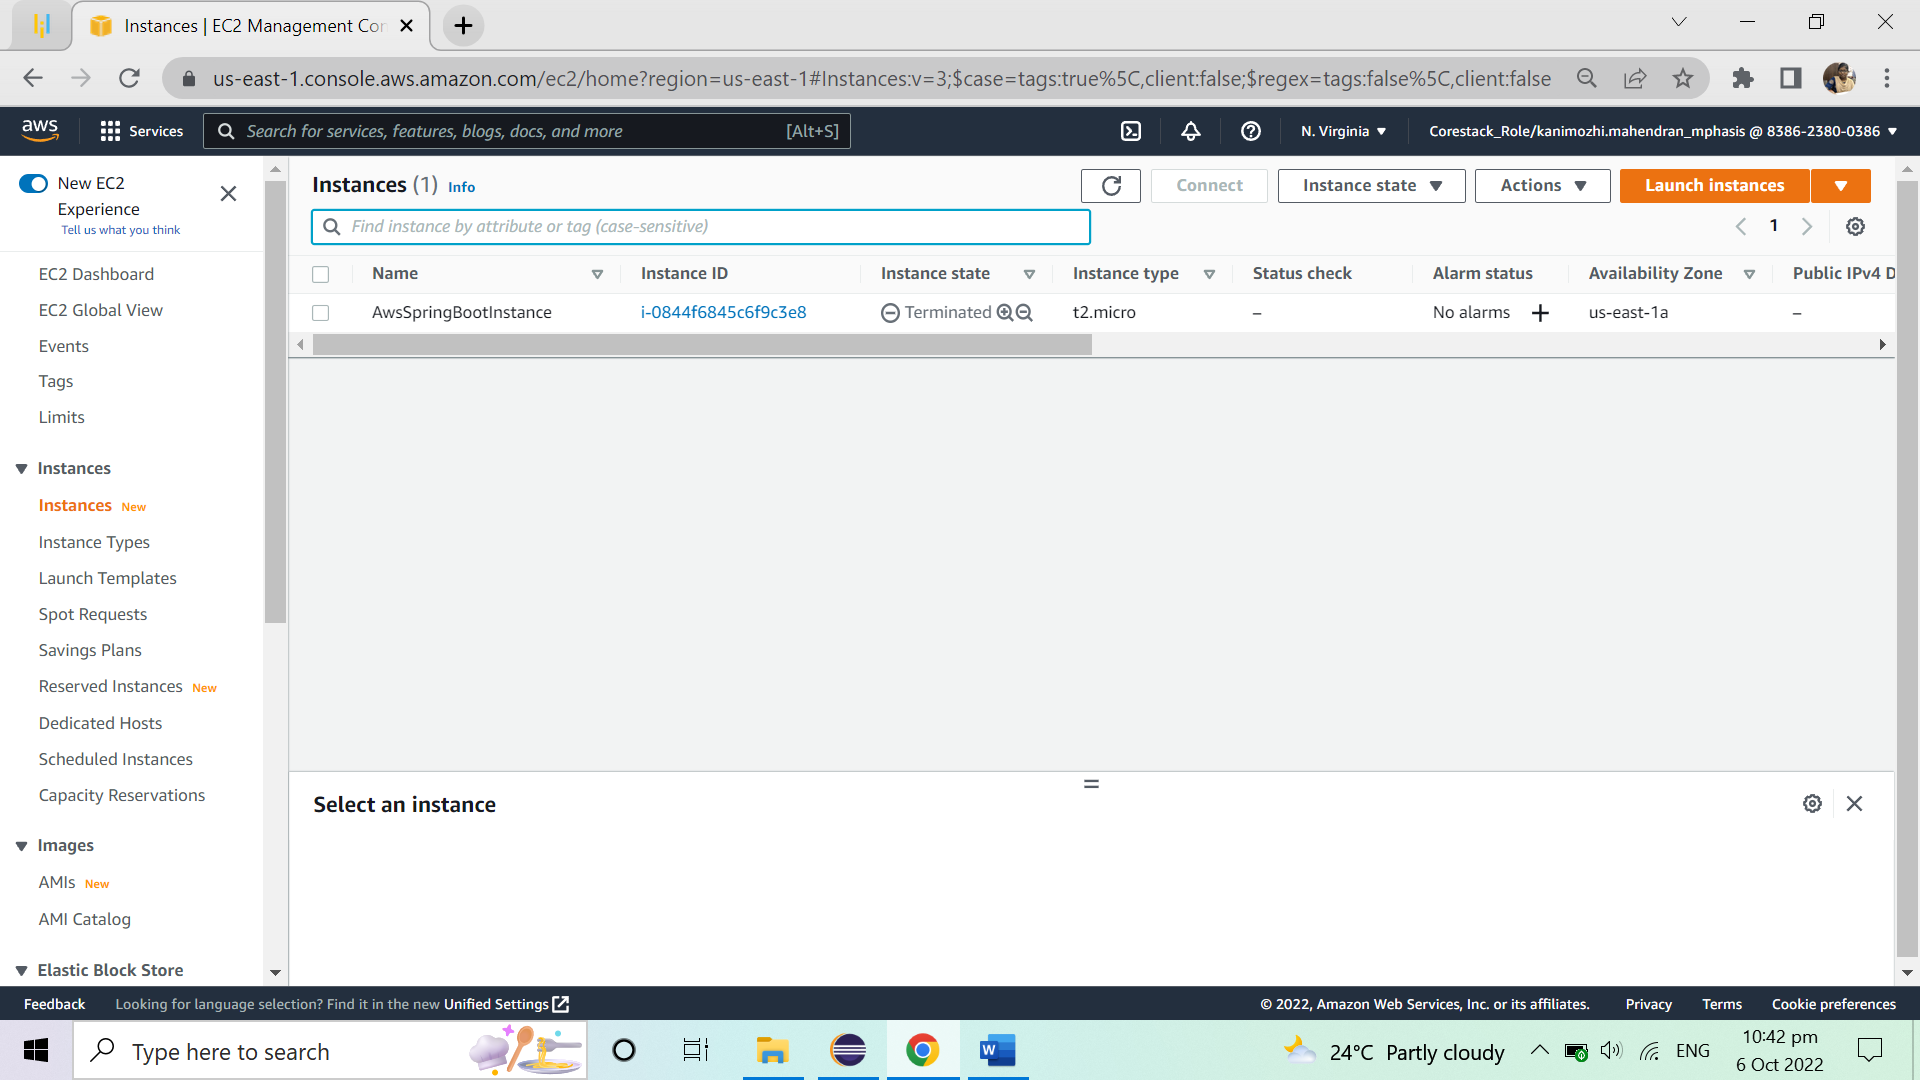 Instances | EC2 Management Con
us-east-1.console.aws.amazon.com/ec2/home?region=us-east-1#Instances:v=3;$case=tags:true%5C,client:false;$regex=tags:false%5C,client:false
aws Services Search for services, features, blogs, docs, and more [Alt+S] N. Virginia Corestack_Role/kanimozhi.mahendran_mphasis @ 8386-2380-0386
New EC2
Experience
Tell us what you think
EC2 Dashboard
EC2 Global View
Events
Tags
Limits
Instances
Instances New
Instance Types
Launch Templates
Spot Requests
Savings Plans
Reserved Instances New
Dedicated Hosts
Scheduled Instances
Capacity Reservations
Images
AMIs New
AMI Catalog
Elastic Block Store
Instances (1) Info Connect Instance state Actions Launch instances
Find instance by attribute or tag (case-sensitive) 1
Name Instance ID Instance state Instance type Status check Alarm status Availability Zone Public IPv4 D
AwsSpringBootInstance i-0844f6845c6f9c3e8 Terminated t2.micro – No alarms + us-east-1a –
Select an instance
Feedback Looking for language selection? Find it in the new Unified Settings © 2022, Amazon Web Services, Inc. or its affiliates. Privacy Terms Cookie preferences
Type here to search 24°C Partly cloudy ENG 10:42 pm
6 Oct 2022